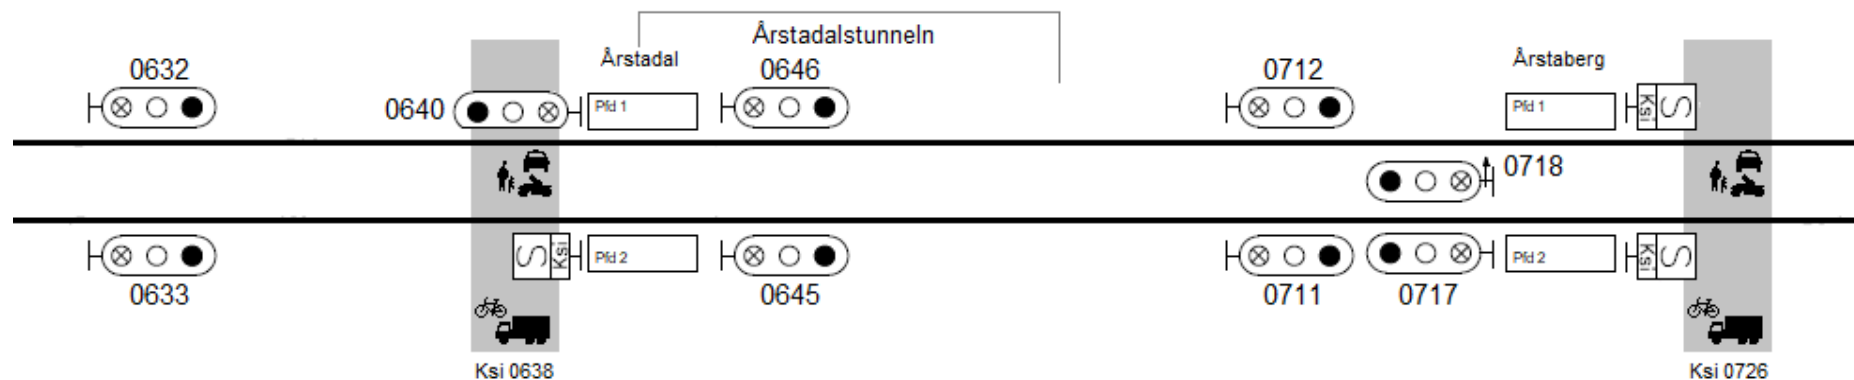 Årstadalstunneln
Årstadal
Årstaberg
0632
0646
0712
0640
Pfd 1
Pfd 1
Ksi
S
0718
S
Ksi
Pfd 2
Pfd 2
Ksi
S
0633
0645
0711
0717
Ksi 0638
Ksi 0726